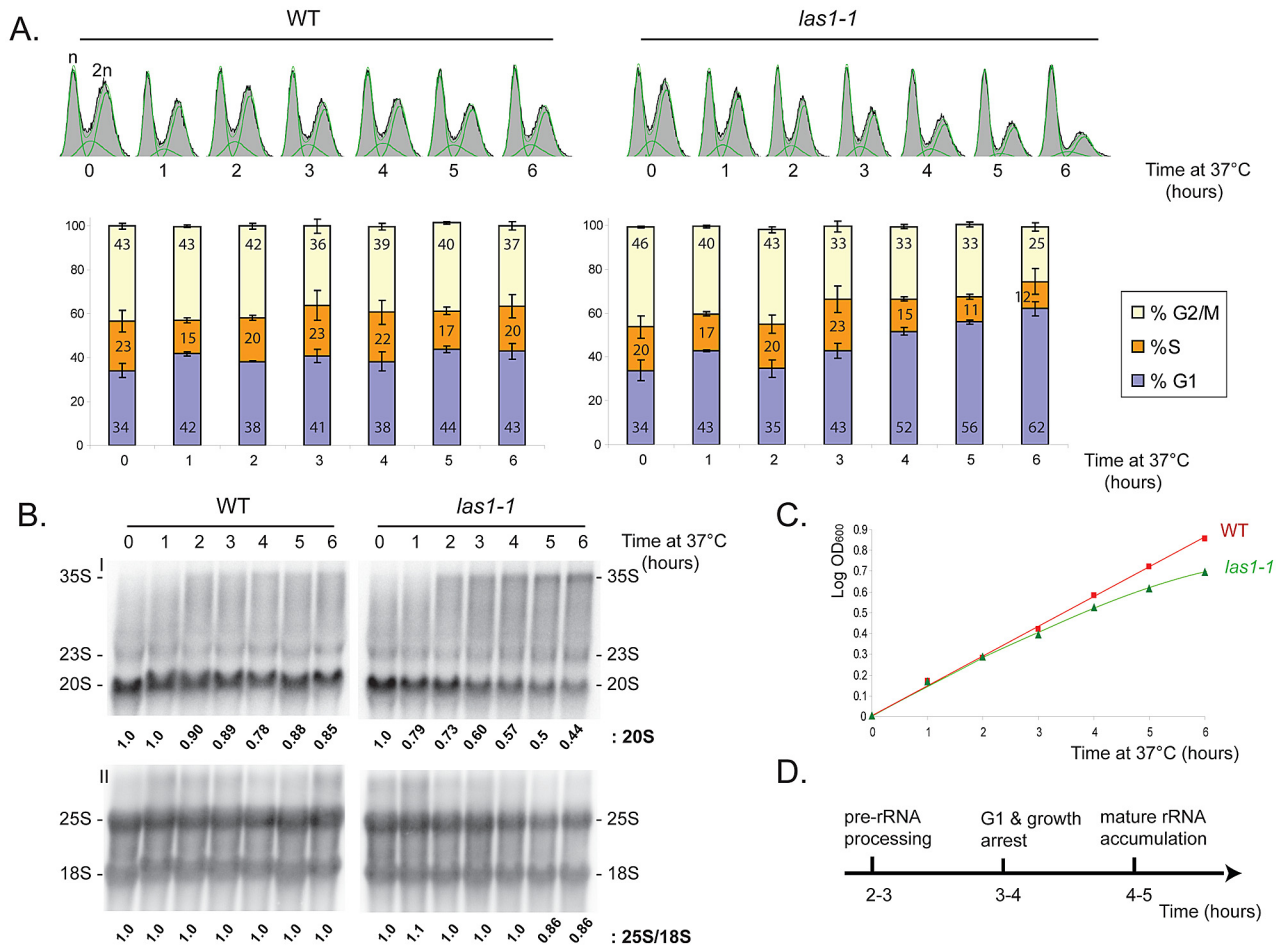 A.
WT
las1-1
n
2n
0 1 2 3 4 5 6
0 1 2 3 4 5 6
Time at 37°C
(hours)
100
80
60
40
20
0
43 43 42 36 39 40 37
23 15 20 23 22 17 20
34 42 38 41 38 44 43
0 1 2 3 4 5 6
100
80
60
40
20
0
46 40 43 33 33 33 25
20 17 20 23 15 11 12
34 43 35 43 52 56 62
0 1 2 3 4 5 6
Time at 37°C
(hours)
% G2/M
%S
% G1
B.
WT
las1-1
0 1 2 3 4 5 6
0 1 2 3 4 5 6
Time at 37°C
(hours)
I
35S -
23S -
20S -
- 35S
- 23S
- 20S
1.0 1.0 0.90 0.89 0.78 0.88 0.85
1.0 0.79 0.73 0.60 0.57 0.5 0.44
: 20S
II
25S -
18S -
- 25S
- 18S
1.0 1.0 1.0 1.0 1.0 1.0 1.0
1.0 1.1 1.0 1.0 1.0 0.86 0.86
: 25S/18S
C.
Log OD600
0.9
0.8
0.7
0.6
0.5
0.4
0.3
0.2
0.1
0
0 1 2 3 4 5 6
Time at 37°C (hours)
WT
las1-1
D.
pre-rRNA
processing
G1 & growth
arrest
mature rRNA
accumulation
2-3
3-4
4-5
Time (hours)